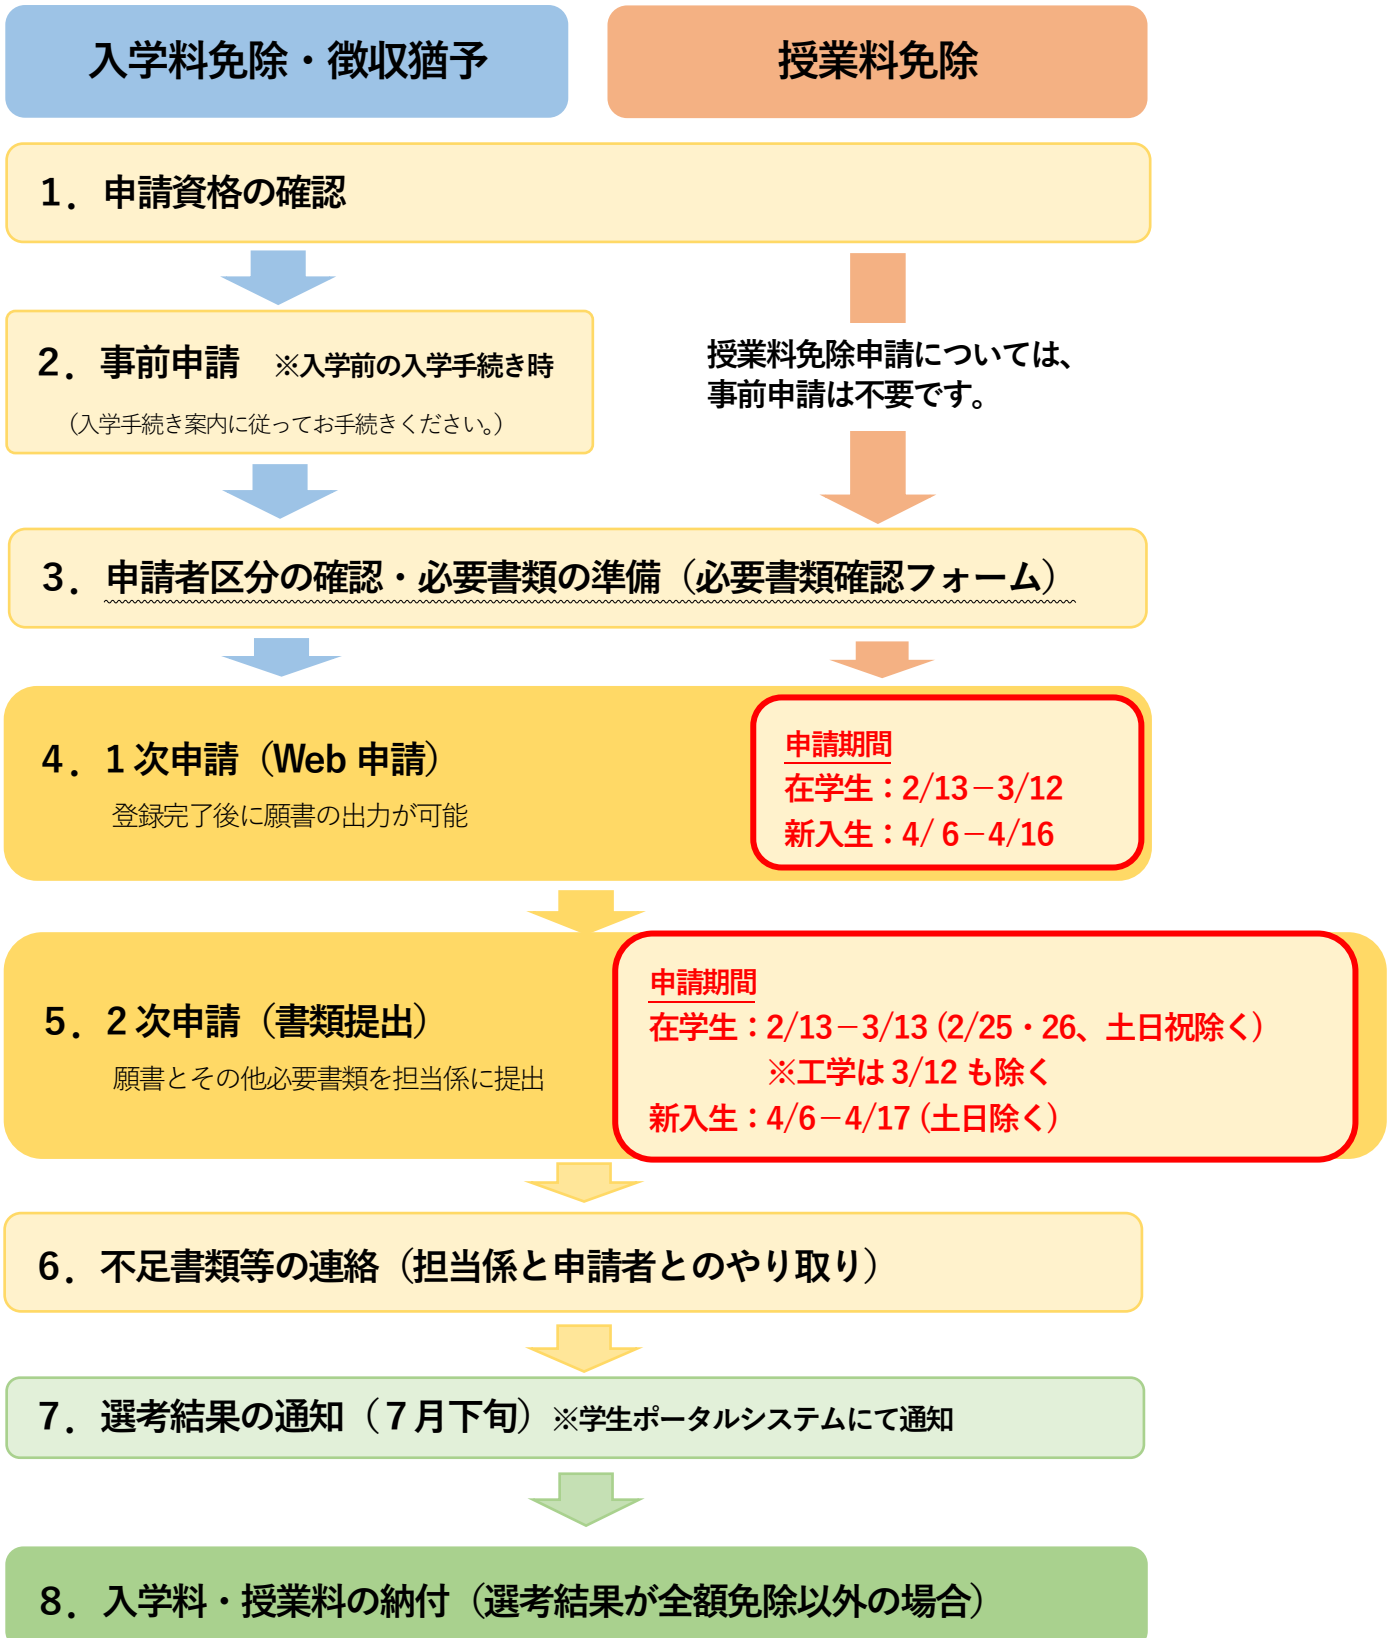 入学料免除・徴収猶予
授業料免除
１．申請資格の確認
２．事前申請　※入学前の入学手続き時
（入学手続き案内に従ってお手続きください。）
授業料免除申請については、
事前申請は不要です。
３．申請者区分の確認・必要書類の準備（必要書類確認フォーム）
４．１次申請（Web 申請）
登録完了後に願書の出力が可能
申請期間
在学生：2/13－3/12
新入生：4/ 6－4/16
５．２次申請（書類提出）
願書とその他必要書類を担当係に提出
申請期間
在学生：2/13－3/13 (2/25・26、土日祝除く)
※工学は 3/12 も除く
新入生：4/6－4/17 (土日除く)
６．不足書類等の連絡（担当係と申請者とのやり取り）
７．選考結果の通知（７月下旬）※学生ポータルシステムにて通知
８．入学料・授業料の納付（選考結果が全額免除以外の場合）